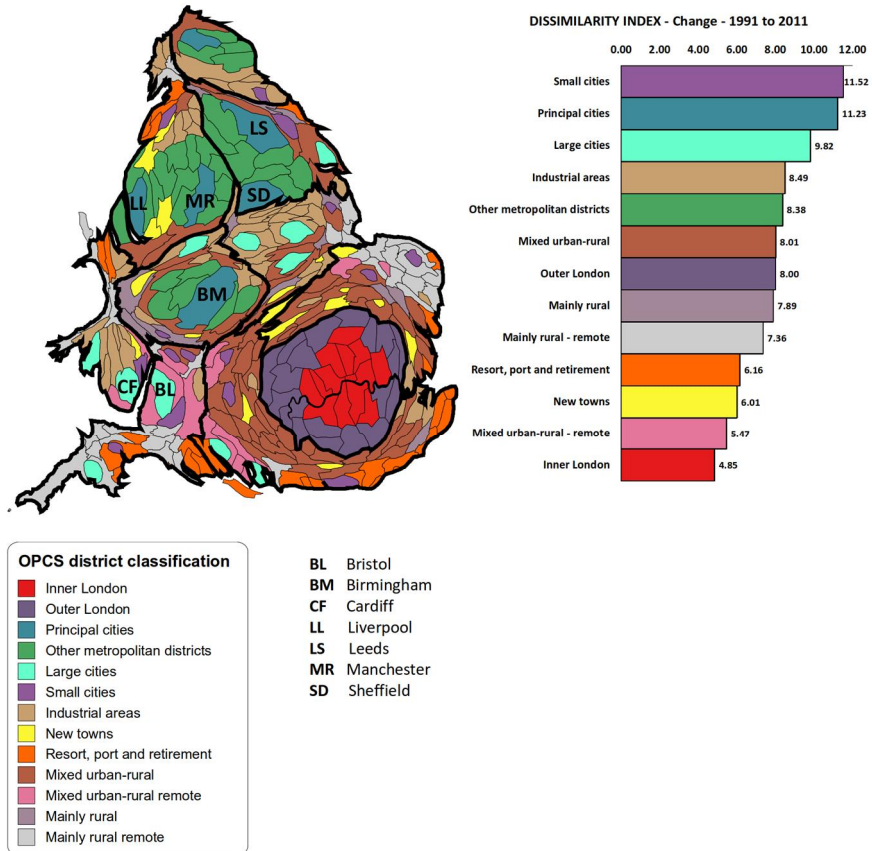 DISSIMILARITY INDEX - Change - 1991 to 2011
0.00 2.00 4.00 6.00 8.00 10.00 12.00
Small cities 11.52
Principal cities 11.23
Large cities 9.82
Industrial areas 8.49
Other metropolitan districts 8.38
Mixed urban-rural 8.01
Outer London 8.00
Mainly rural 7.89
Mainly rural - remote 7.36
Resort, port and retirement 6.16
New towns 6.01
Mixed urban-rural - remote 5.47
Inner London 4.85
LS
LL MR SD
BM
CF BL
OPCS district classification
Inner London
Outer London
Principal cities
Other metropolitan districts
Large cities
Small cities
Industrial areas
New towns
Resort, port and retirement
Mixed urban-rural
Mixed urban-rural remote
Mainly rural
Mainly rural remote
BL Bristol
BM Birmingham
CF Cardiff
LL Liverpool
LS Leeds
MR Manchester
SD Sheffield